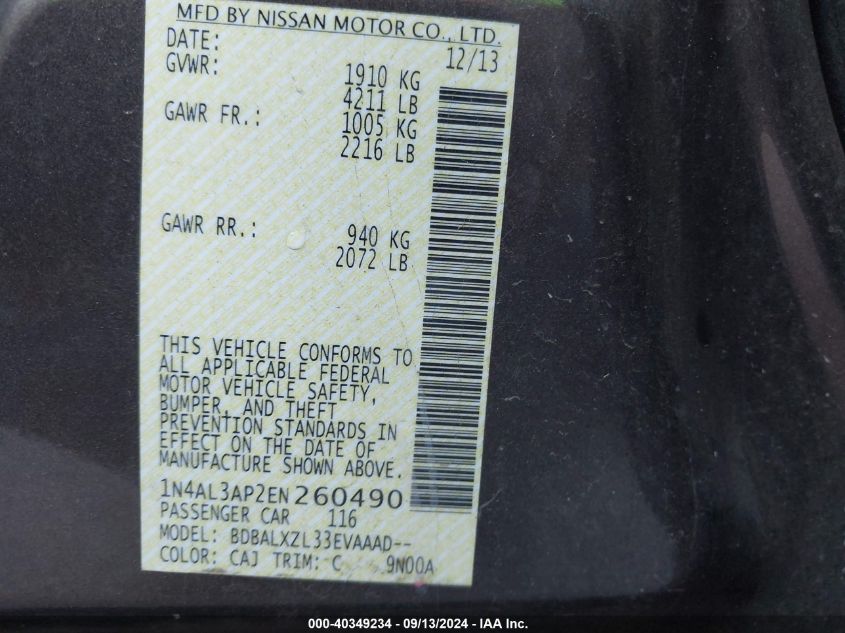 MFD BY NISSAN MOTOR CO., LTD.
DATE: 12/13
GVWR: 1910 KG
4211 LB
GAWR FR.: 1005 KG
2216 LB
GAWR RR.: 940 KG
2072 LB
THIS VEHICLE CONFORMS TO
ALL APPLICABLE FEDERAL
MOTOR VEHICLE SAFETY,
BUMPER, AND THEFT
PREVENTION STANDARDS IN
EFFECT ON THE DATE OF
MANUFACTURE SHOWN ABOVE.
1N4AL3AP2EN260490
PASSENGER CAR 116
MODEL: BDBALXZL33EVAAAD--
COLOR: CAJ TRIM: C 9N00A
000-40349234 - 09/13/2024 - IAA Inc.